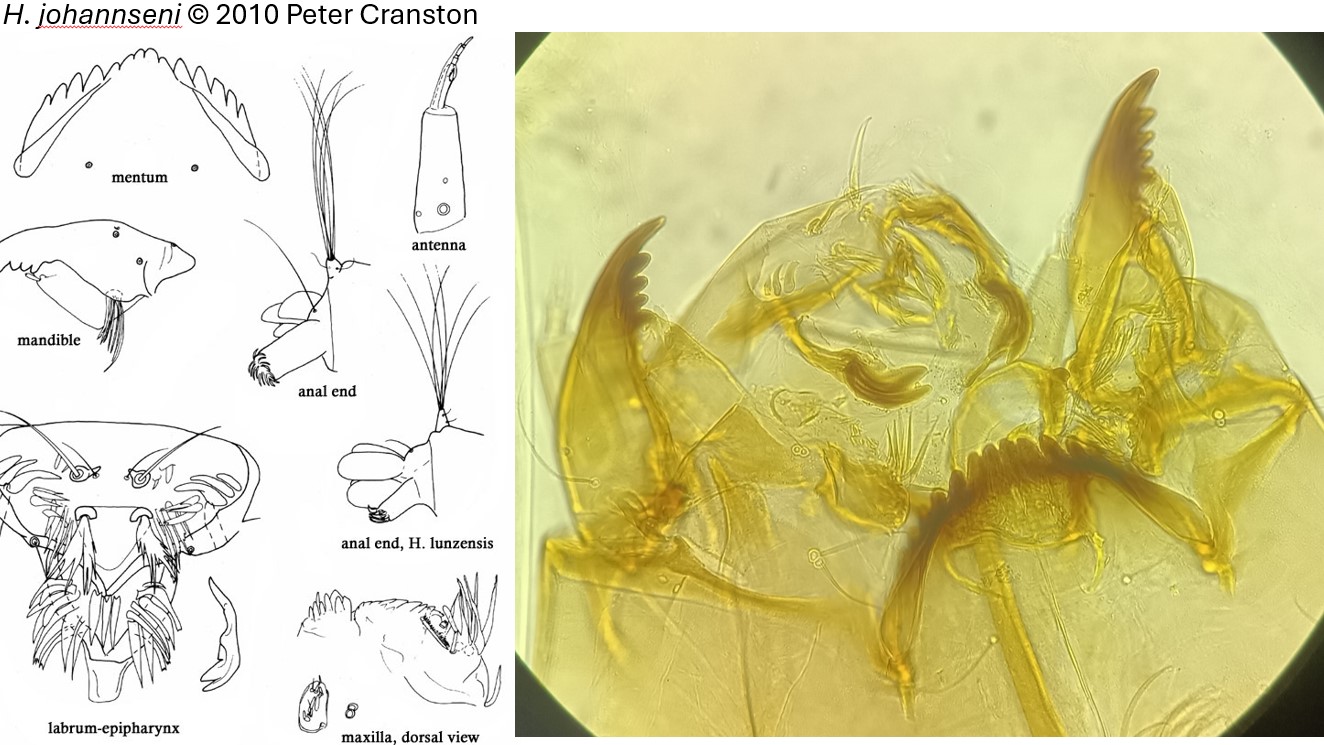 H. johannseni © 2010 Peter Cranston
mentum
antenna
mandible
anal end
anal end, H. lunzensis
labrum-epipharynx
maxilla, dorsal view